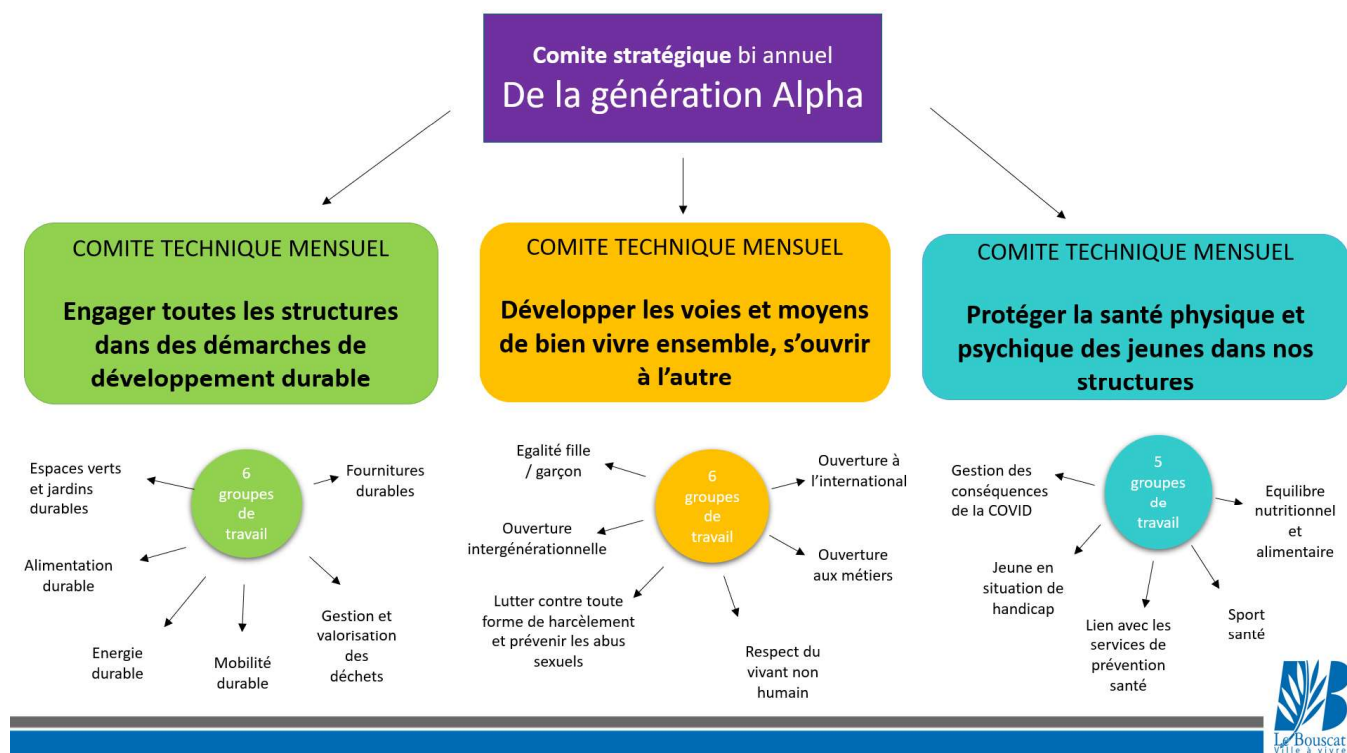 Comite stratégique bi annuel
De la génération Alpha
COMITE TECHNIQUE MENSUEL
Engager toutes les structures
dans des démarches de
développement durable
COMITE TECHNIQUE MENSUEL
Développer les voies et moyens
de bien vivre ensemble, s'ouvrir
à l'autre
COMITE TECHNIQUE MENSUEL
Protéger la santé physique et
psychique des jeunes dans nos
structures
6
groupes
de
travail
Espaces verts
et jardins
durables
Fournitures
durables
Alimentation
durable
Energie
durable
Mobilité
durable
Gestion et
valorisation
des
déchets
6
groupes
de
travail
Egalité fille
/ garçon
Ouverture à
l'international
Ouverture
intergénérationnelle
Ouverture
aux métiers
Lutter contre toute
forme de harcèlement
et prévenir les abus
sexuels
Respect du
vivant non
humain
5
groupes
de
travail
Gestion des
conséquences
de la COVID
Equilibre
nutritionnel
et
alimentaire
Jeune en
situation de
handicap
Lien avec les
services de
prévention
santé
Sport
santé
Le Bouscat
Ville à vivre